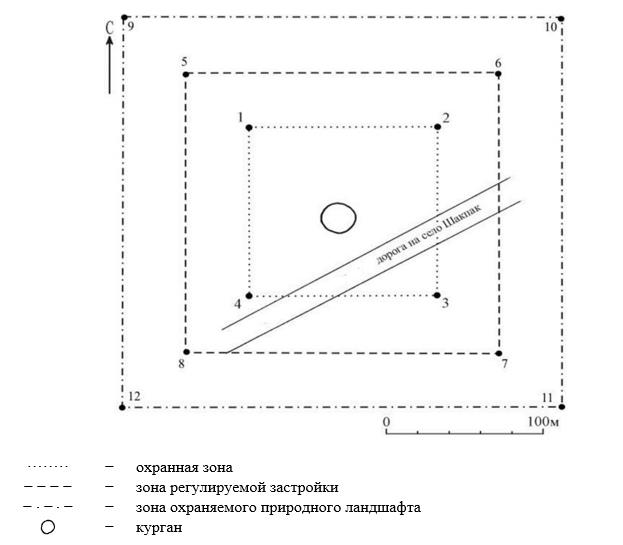 С
9
10
5
6
1
2
дорога на село Шакпак
4
3
8
7
12
11
0
100м
– охранная зона
– зона регулируемой застройки
– зона охраняемого природного ландшафта
– курган